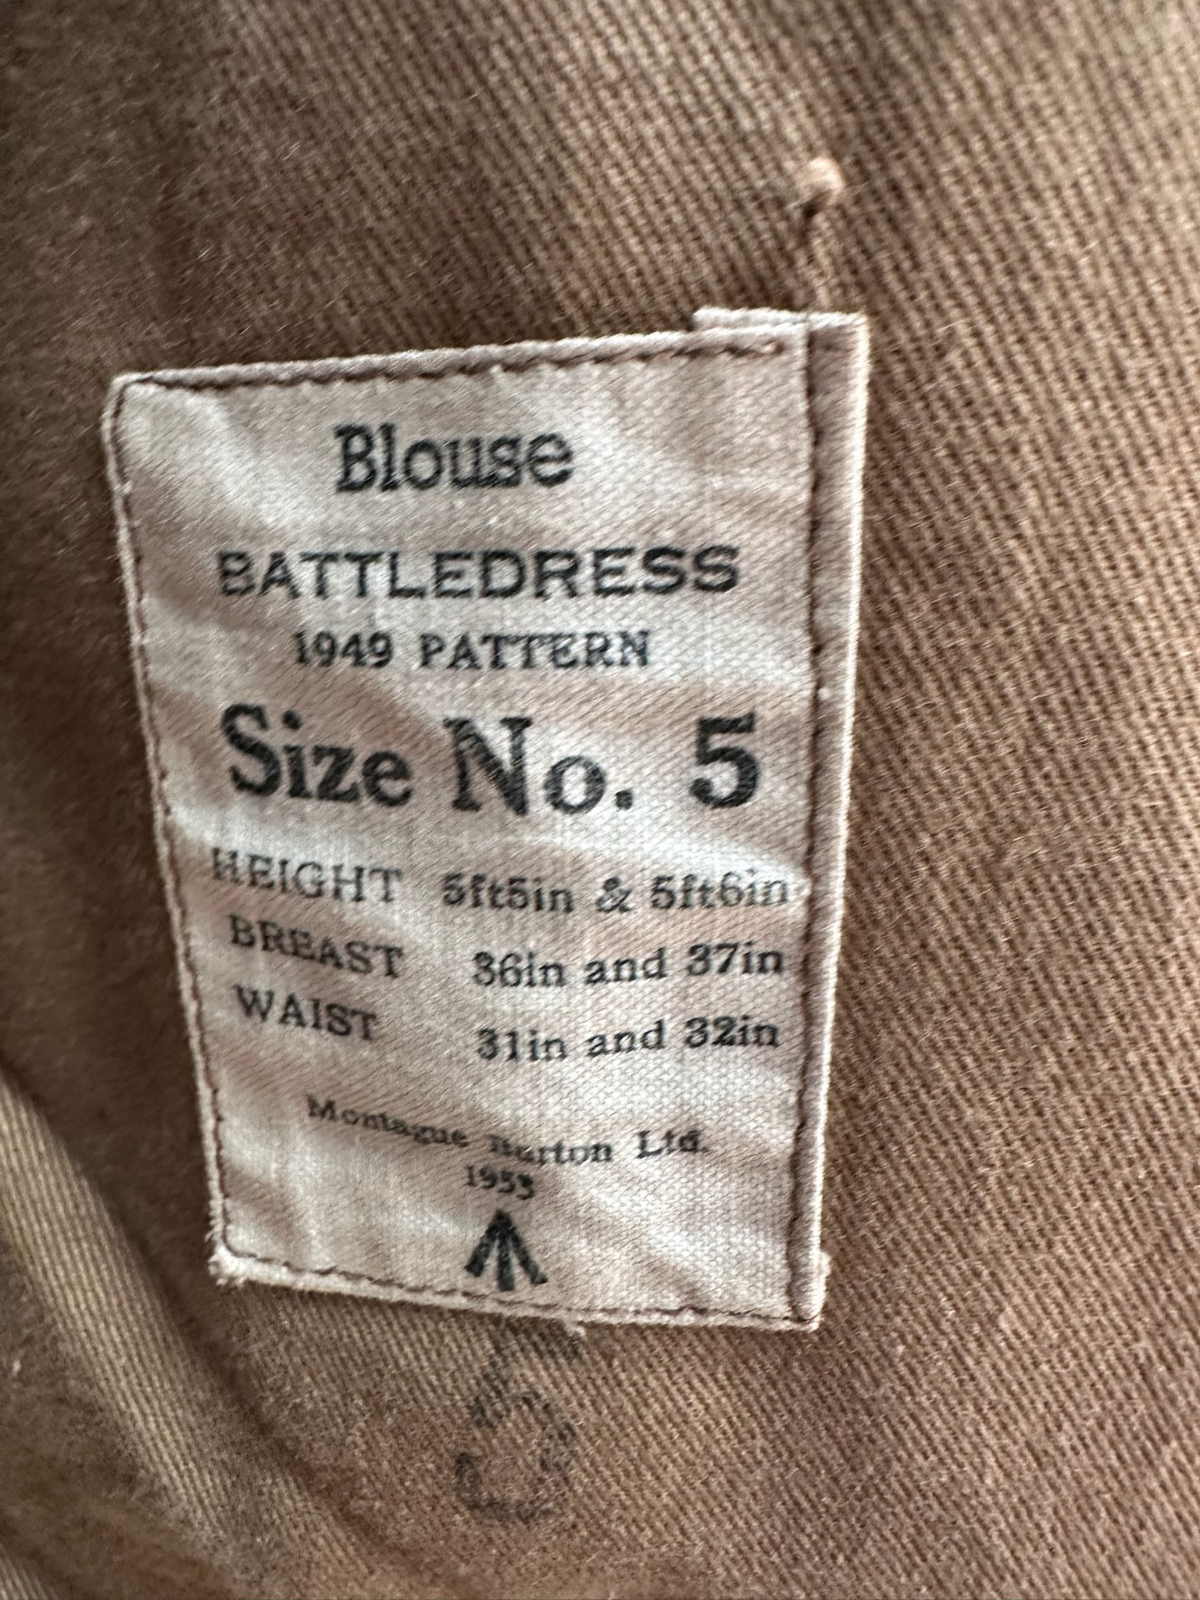 Blouse
BATTLEDRESS
1949 PATTERN
Size No. 5
HEIGHT 5ft5in & 5ft6in
BREAST 36in and 37in
WAIST 31in and 32in
Montague Burton Ltd.
1953
5